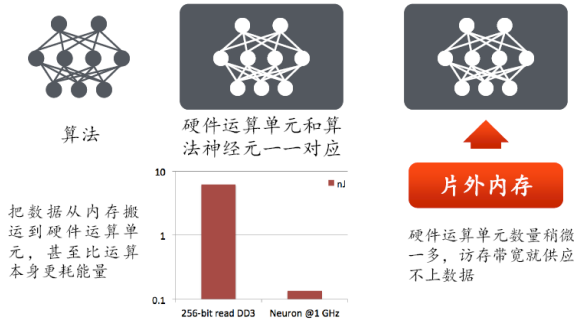 算法
硬件运算单元和算
法神经元一一对应
片外内存
把数据从内存搬
运到硬件运算单
元，甚至比运算
本身更耗能量
10
1
0.1
nJ
256-bit read DD3
Neuron @1 GHz
硬件运算单元数量稍微
一多，访存带宽就供应
不上数据